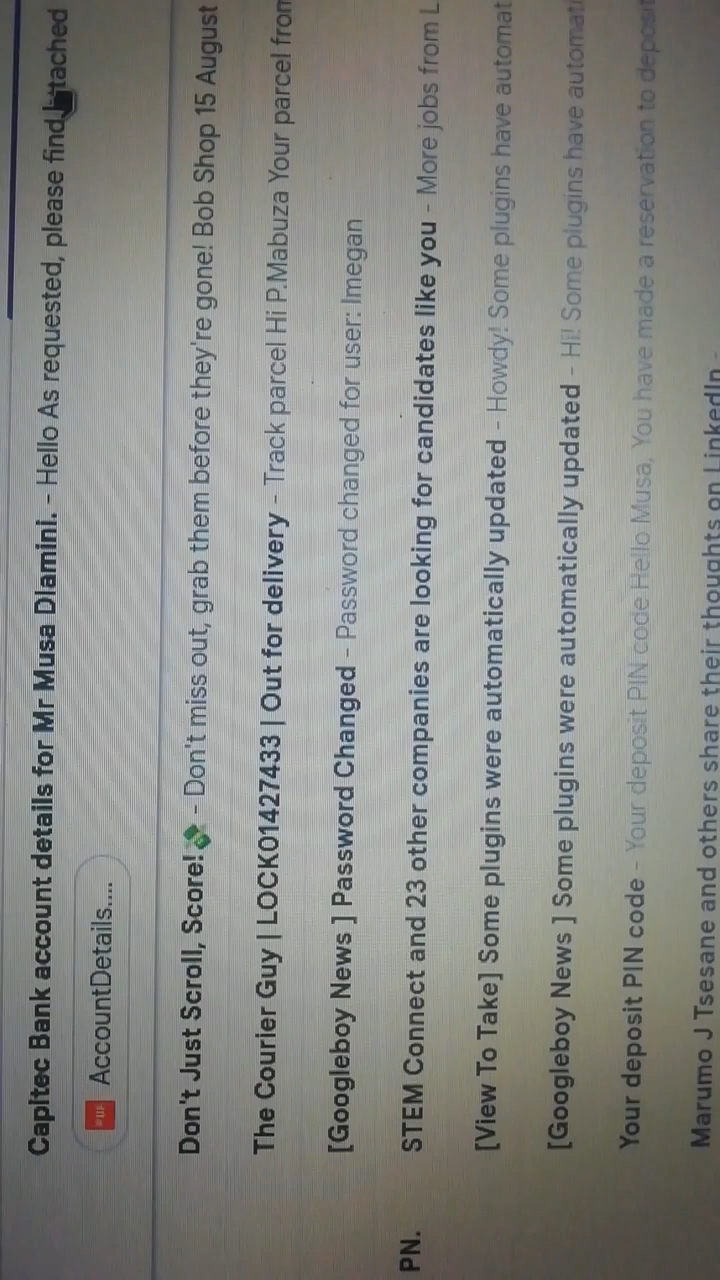 Capitec Bank account details for Mr Musa Dlamini. - Hello As requested, please find attached
PDF AccountDetails....
Don't Just Scroll, Score!💸 - Don't miss out, grab them before they're gone! Bob Shop 15 August
The Courier Guy | LOCK01427433 | Out for delivery - Track parcel Hi P.Mabuza Your parcel from
[Googleboy News ] Password Changed - Password changed for user: lmegan
PN. STEM Connect and 23 other companies are looking for candidates like you - More jobs from L
[View To Take] Some plugins were automatically updated - Howdy! Some plugins have automat
[Googleboy News ] Some plugins were automatically updated - Hi! Some plugins have automati
Your deposit PIN code - Your deposit PIN code Hello Musa, You have made a reservation to deposit
Marumo J Tsesane and others share their thoughts on LinkedIn -